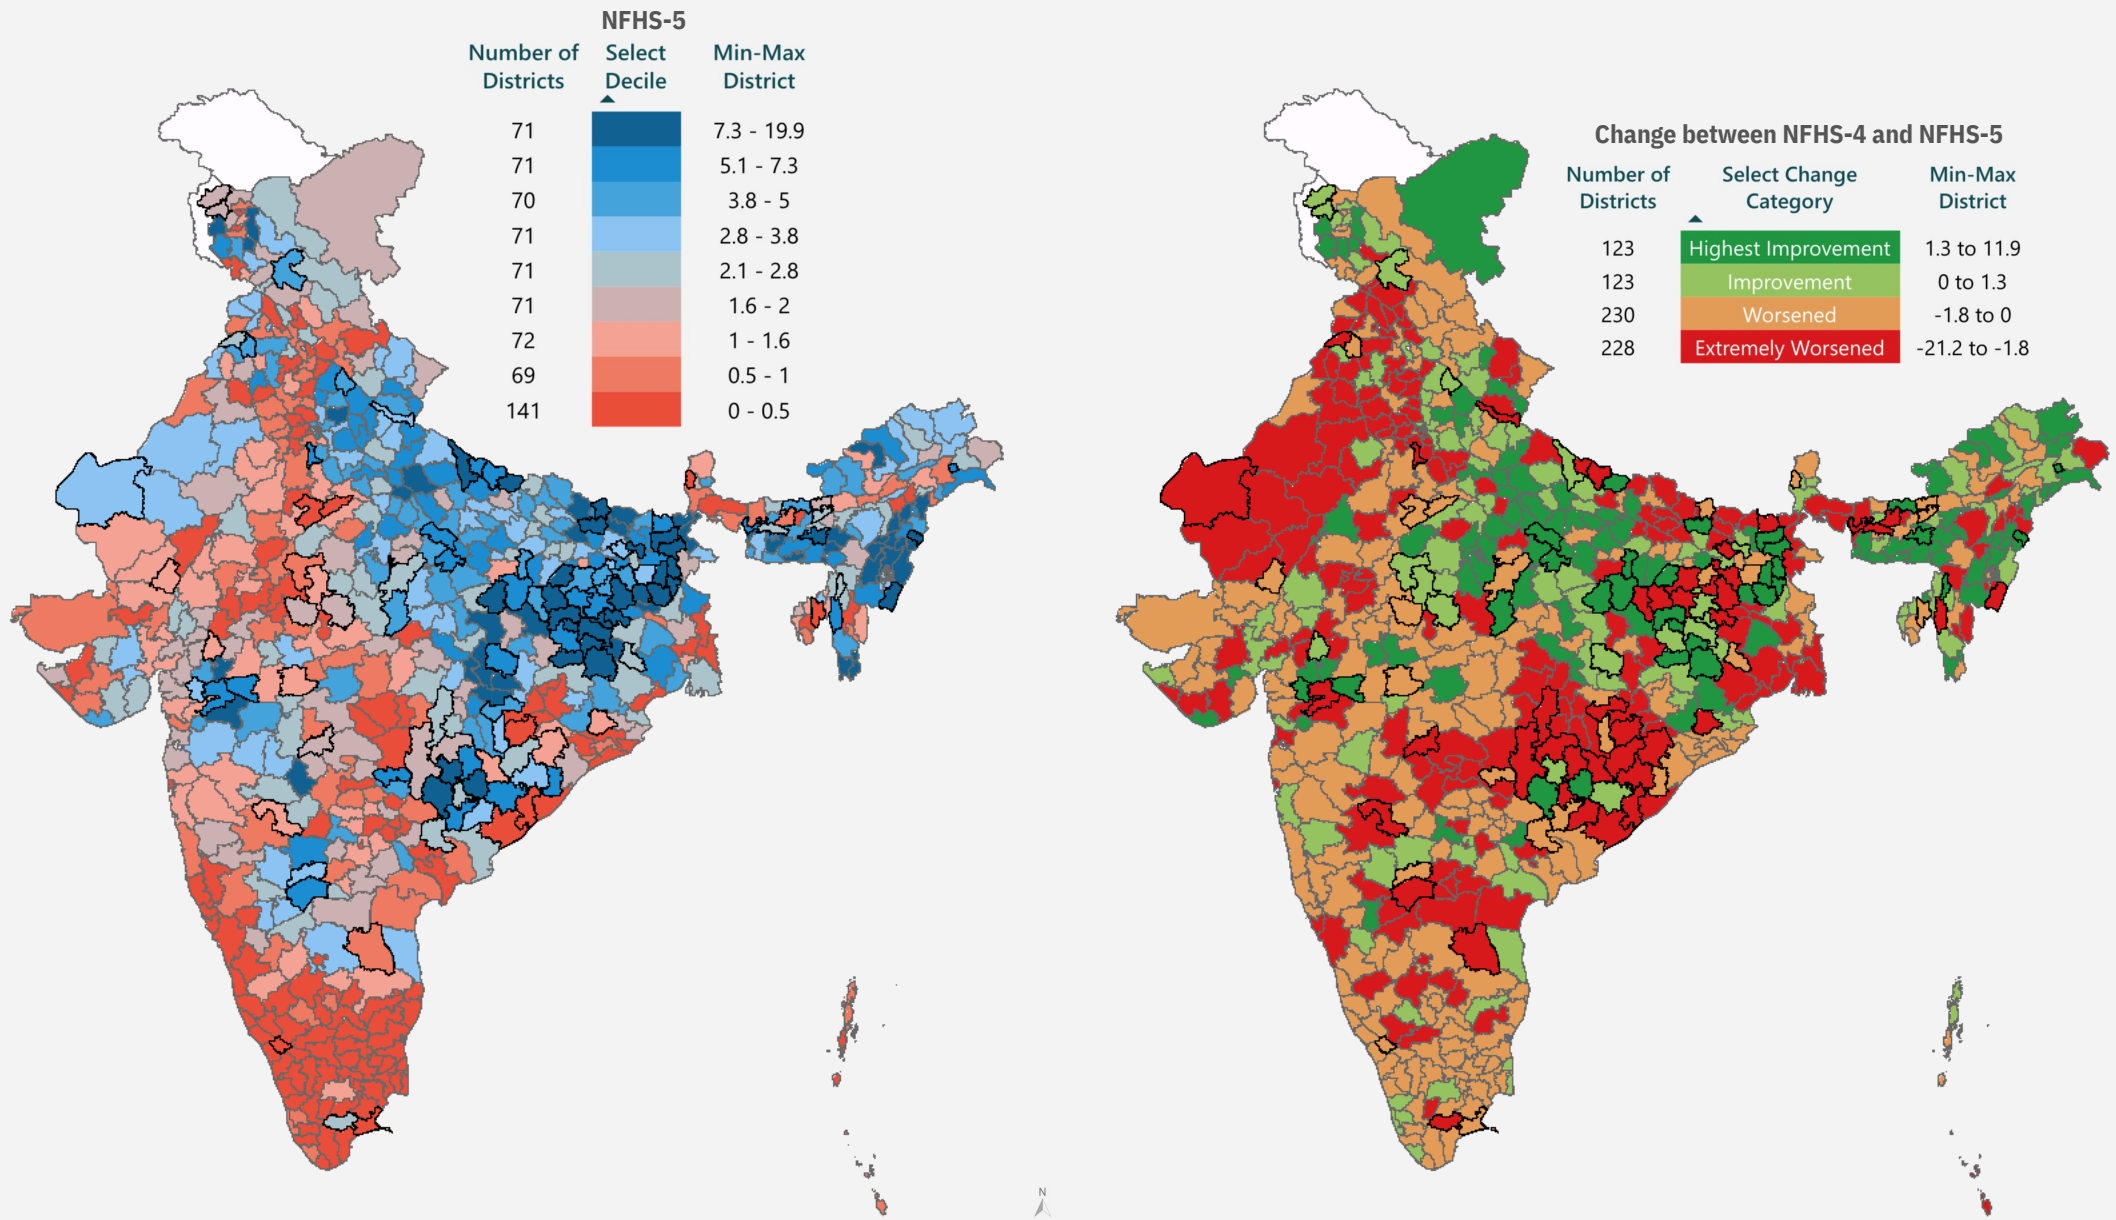 NFHS-5
Number of Districts Select Decile Min-Max District
71 7.3 - 19.9
71 5.1 - 7.3
70 3.8 - 5
71 2.8 - 3.8
71 2.1 - 2.8
71 1.6 - 2
72 1 - 1.6
69 0.5 - 1
141 0 - 0.5
Change between NFHS-4 and NFHS-5
Number of Districts Select Change Category Min-Max District
123 Highest Improvement 1.3 to 11.9
123 Improvement 0 to 1.3
230 Worsened -1.8 to 0
228 Extremely Worsened -21.2 to -1.8
N